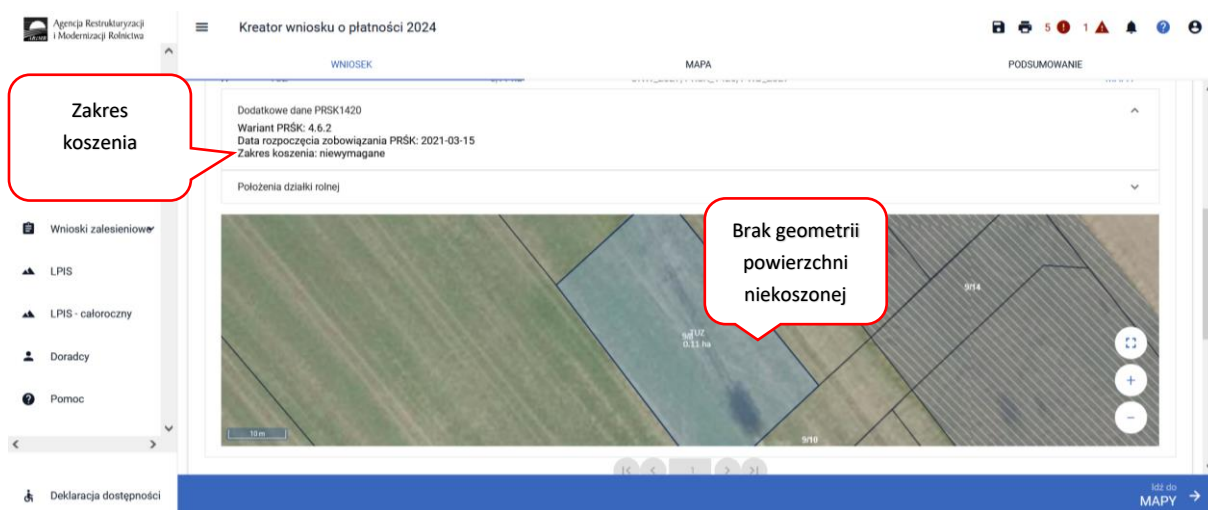 Agencja Restrukturyzacji
i Modernizacji Rolnictwa
Kreator wniosku o płatności 2024
5
1
WNIOSEK
MAPA
PODSUMOWANIE
Zakres
koszenia
Dodatkowe dane PRSK1420
Wariant PRŚK: 4.6.2
Data rozpoczęcia zobowiązania PRŚK: 2021-03-15
Zakres koszenia: niewymagane
Położenia działki rolnej
Brak geometrii
powierzchni
niekoszonej
Wnioski zalesieniowe
LPIS
LPIS - całoroczny
Doradcy
Pomoc
9/14
TUZ
0.11 ha
9/10
10 m
+
−
1
Deklaracja dostępności
Idź do
MAPY